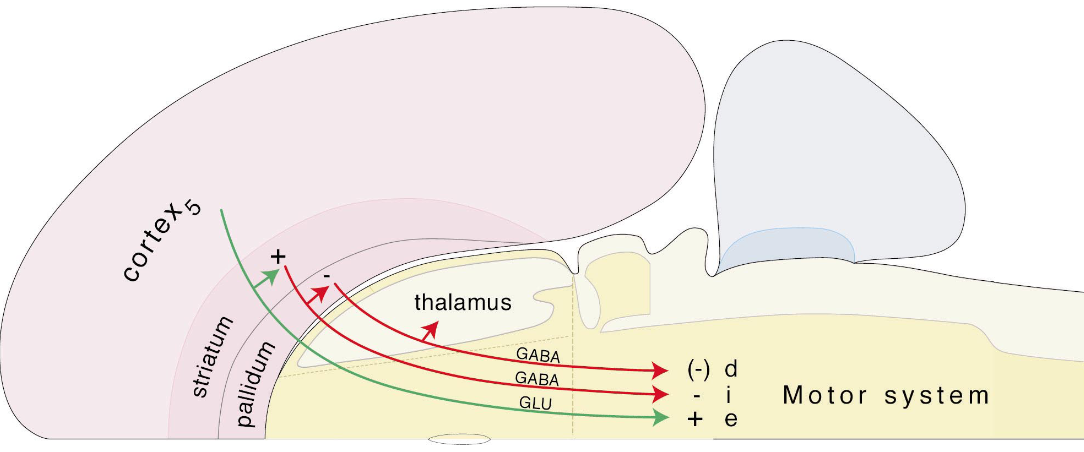 cortex5
+
-
striatum
pallidum
thalamus
GABA
GABA
GLU
(-) d
- i
+ e
Motor system